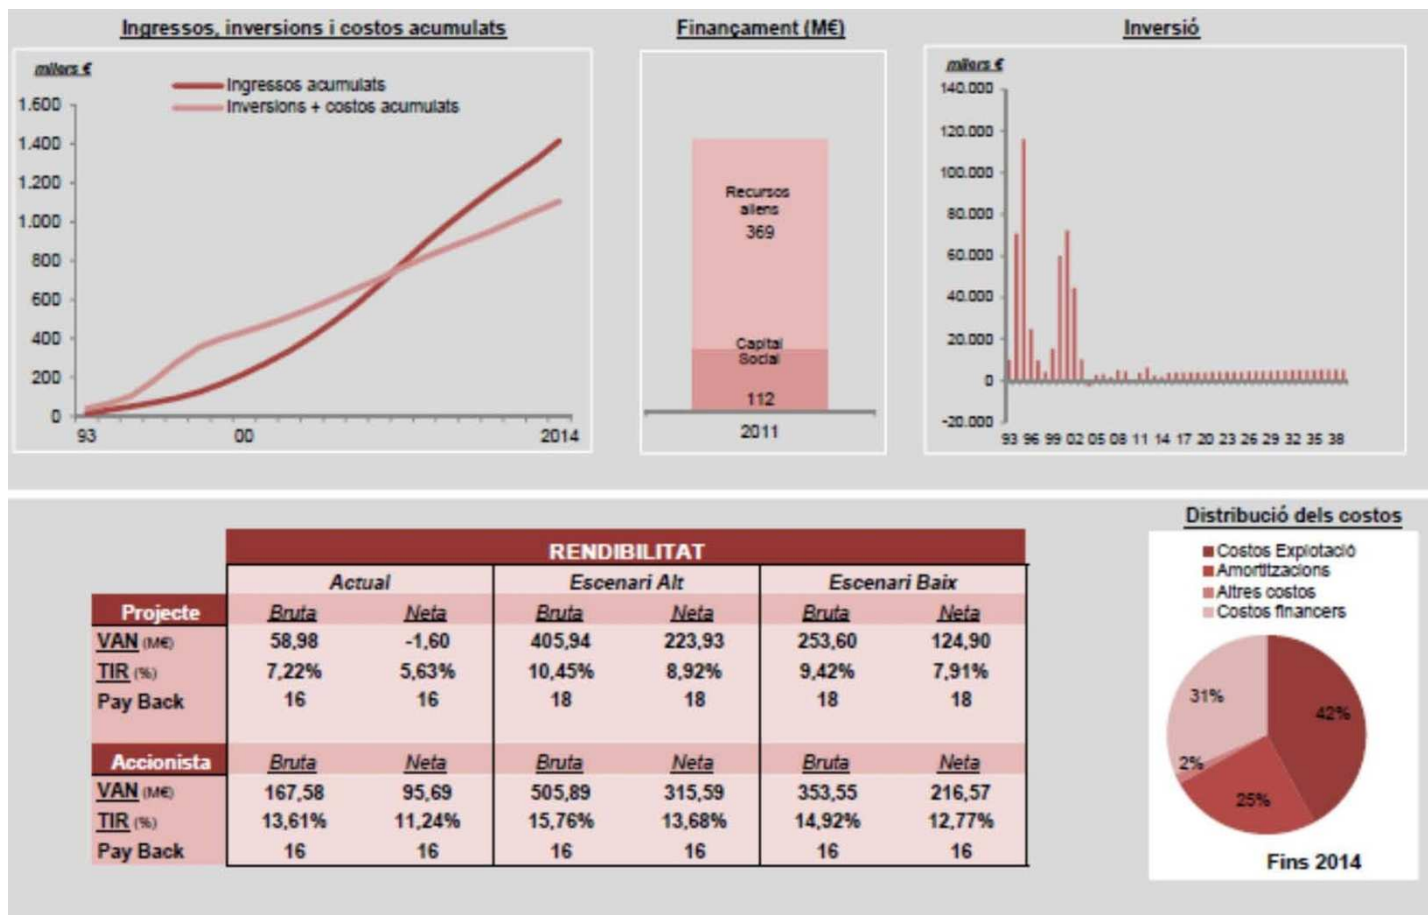 Ingressos, inversions i costos acumulats
milers €
Ingressos acumulats
Inversions + costos acumulats
1.600
1.400
1.200
1.000
800
600
400
200
0
93 00 2014
Finançament (M€)
Recursos
aliens
369
Capital
Social
112
2011
Inversió
milers €
140.000
120.000
100.000
80.000
60.000
40.000
20.000
0
-20.000
93 96 99 02 05 08 11 14 17 20 23 26 29 32 35 38
RENDIBILITAT
Actual Escenari Alt Escenari Baix
Projecte Bruta Neta Bruta Neta Bruta Neta
VAN (M€) 58,98 -1,60 405,94 223,93 253,60 124,90
TIR (%) 7,22% 5,63% 10,45% 8,92% 9,42% 7,91%
Pay Back 16 16 18 18 18 18
Accionista Bruta Neta Bruta Neta Bruta Neta
VAN (M€) 167,58 95,69 505,89 315,59 353,55 216,57
TIR (%) 13,61% 11,24% 15,76% 13,68% 14,92% 12,77%
Pay Back 16 16 16 16 16 16
Distribució dels costos
Costos Explotació
Amortitzacions
Altres costos
Costos financers
31%
42%
2%
25%
Fins 2014